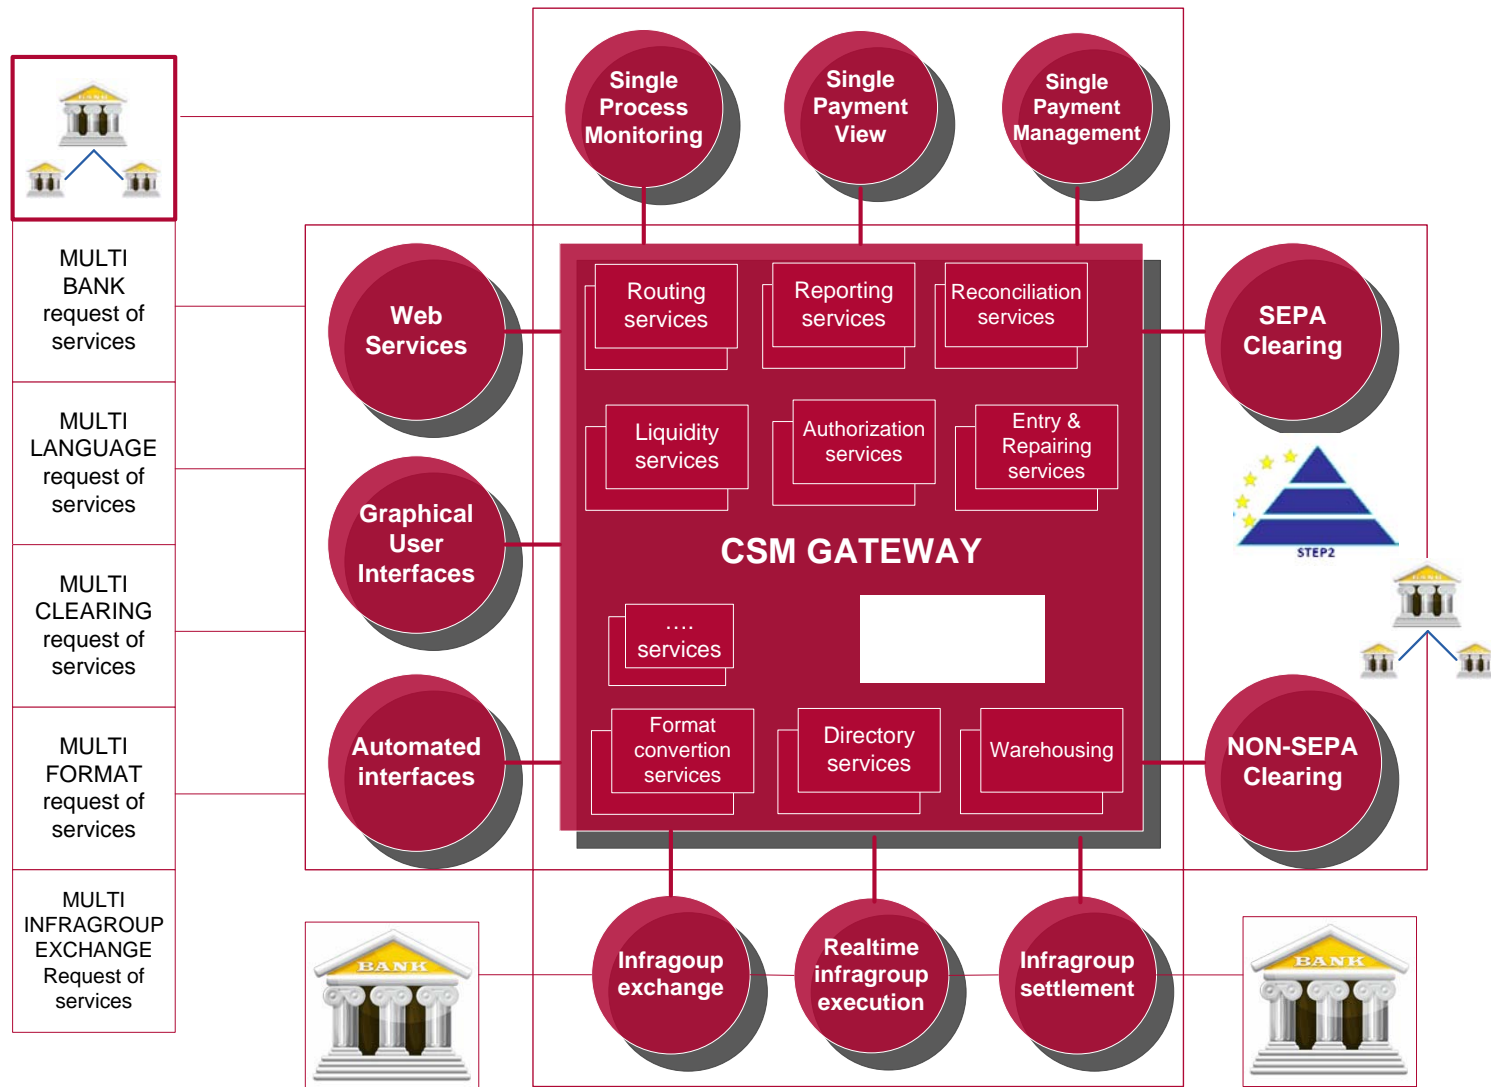 BANK
Single
Process
Monitoring
Single
Payment
View
Single
Payment
Management
MULTI
BANK
request of
services
MULTI
LANGUAGE
request of
services
MULTI
CLEARING
request of
services
MULTI
FORMAT
request of
services
MULTI
INFRAGROUP
EXCHANGE
Request of
services
Web
Services
Graphical
User
Interfaces
Automated
interfaces
Routing
services
Reporting
services
Reconciliation
services
Liquidity
services
Authorization
services
Entry &
Repairing
services
CSM GATEWAY
....
services
Format
convertion
services
Directory
services
Warehousing
SEPA
Clearing
STEP2
BANK
NON-SEPA
Clearing
BANK
Infragoup
exchange
Realtime
infragroup
execution
Infragroup
settlement
BANK